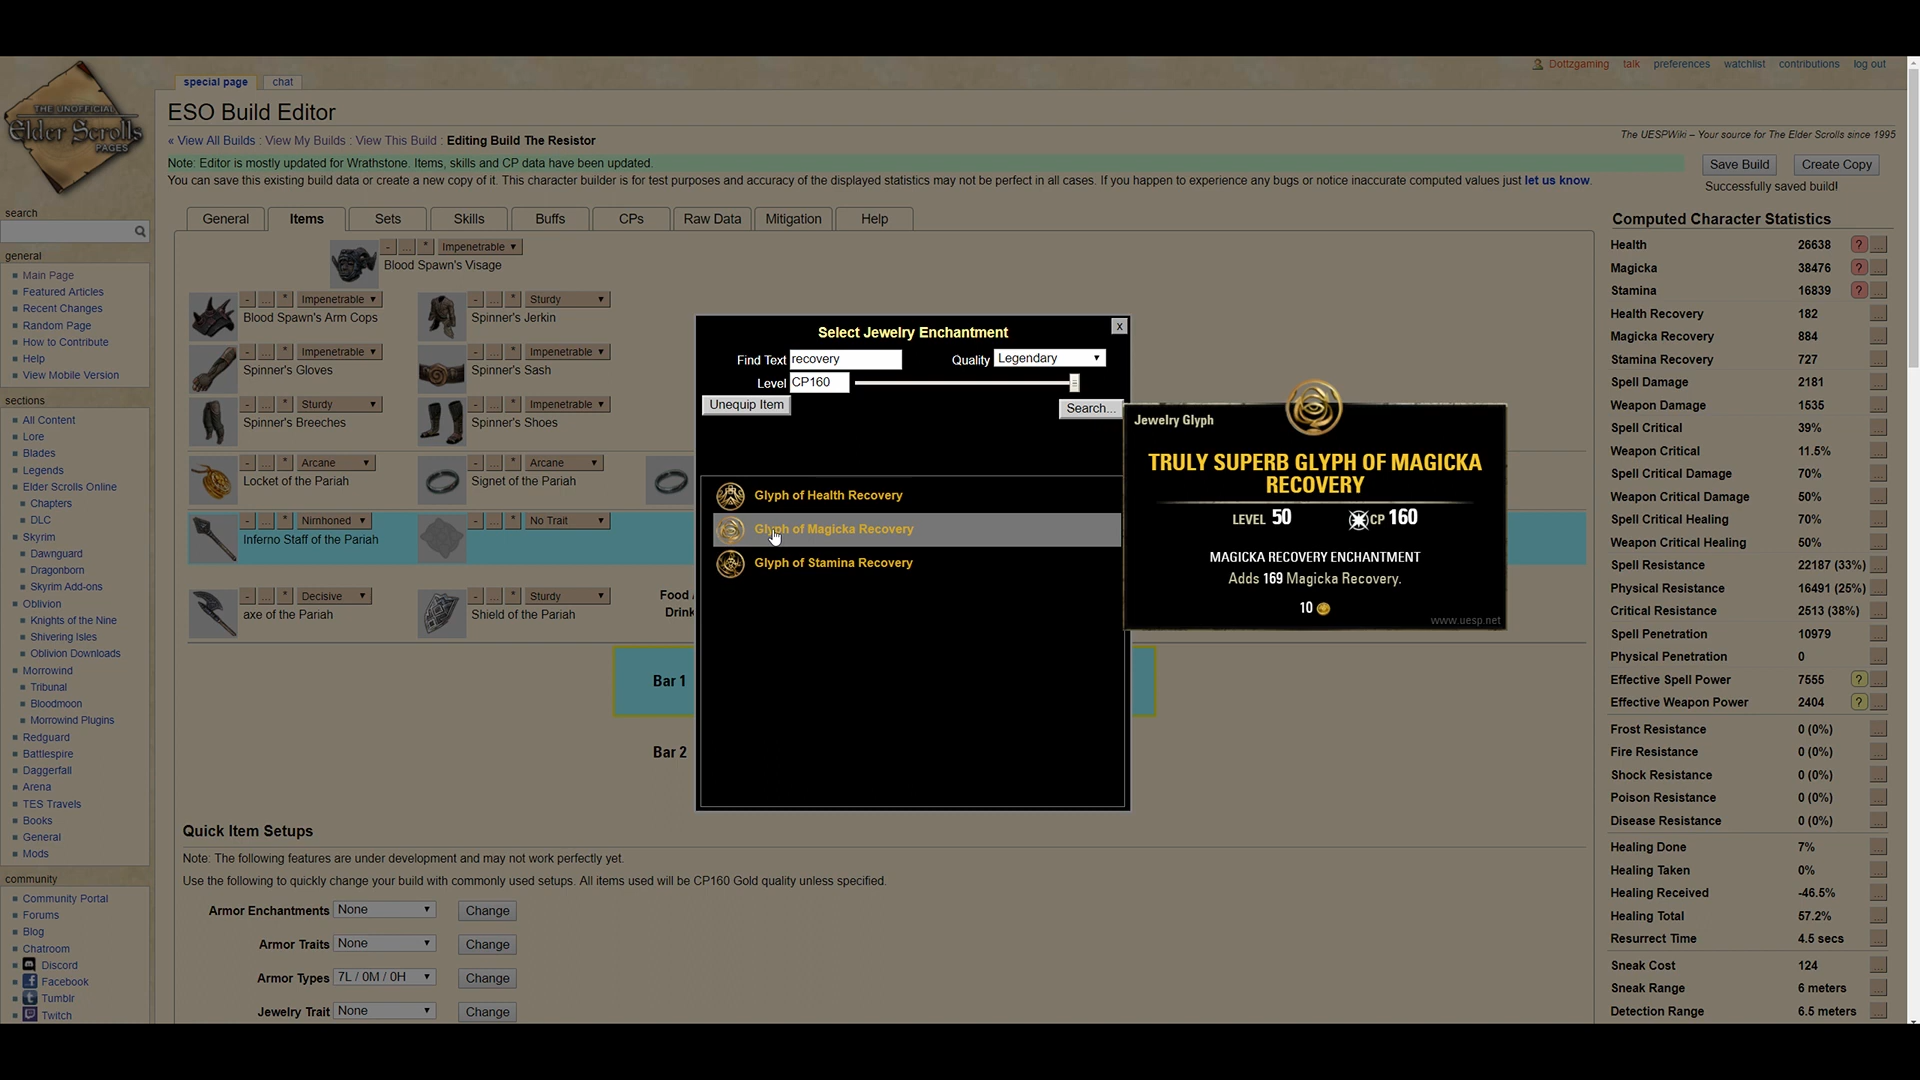 special page
chat
Dottzgaming talk preferences watchlist contributions log out
THE UNOFFICIAL
Elder Scrolls
PAGES
ESO Build Editor
« View All Builds : View My Builds : View This Build : Editing Build The Resistor
The UESPWiki – Your source for The Elder Scrolls since 1995
Note: Editor is mostly updated for Wrathstone. Items, skills and CP data have been updated.
You can save this existing build data or create a new copy of it. This character builder is for test purposes and accuracy of the displayed statistics may not be perfect in all cases. If you happen to experience any bugs or notice inaccurate computed values just let us know.
Save Build
Create Copy
Successfully saved build!
search
general
Main Page
Featured Articles
Recent Changes
Random Page
How to Contribute
Help
View Mobile Version
sections
All Content
Lore
Blades
Legends
Elder Scrolls Online
Chapters
DLC
Skyrim
Dawnguard
Dragonborn
Skyrim Add-ons
Oblivion
Knights of the Nine
Shivering Isles
Oblivion Downloads
Morrowind
Tribunal
Bloodmoon
Morrowind Plugins
Redguard
Battlespire
Daggerfall
Arena
TES Travels
Books
General
Mods
community
Community Portal
Forums
Blog
Chatroom
Discord
Facebook
Tumblr
Twitch
General
Items
Sets
Skills
Buffs
CPs
Raw Data
Mitigation
Help
- ... * Impenetrable
Blood Spawn's Visage
- ... * Impenetrable
Blood Spawn's Arm Cops
- ... * Sturdy
Spinner's Jerkin
- ... * Impenetrable
Spinner's Gloves
- ... * Impenetrable
Spinner's Sash
- ... * Sturdy
Spinner's Breeches
- ... * Impenetrable
Spinner's Shoes
- ... * Arcane
Locket of the Pariah
- ... * Arcane
Signet of the Pariah
- ... * Nirnhoned
Inferno Staff of the Pariah
- ... * No Trait
- ... * Decisive
axe of the Pariah
- ... * Sturdy
Shield of the Pariah
Food
Drink
Bar 1
Bar 2
Select Jewelry Enchantment
x
Find Text recovery
Quality Legendary
Level CP160
Unequip Item
Search...
Glyph of Health Recovery
Glyph of Magicka Recovery
Glyph of Stamina Recovery
Jewelry Glyph
TRULY SUPERB GLYPH OF MAGICKA
RECOVERY
LEVEL 50 CP 160
MAGICKA RECOVERY ENCHANTMENT
Adds 169 Magicka Recovery.
10
www.uesp.net
Quick Item Setups
Note: The following features are under development and may not work perfectly yet.
Use the following to quickly change your build with commonly used setups. All items used will be CP160 Gold quality unless specified.
Armor Enchantments None Change
Armor Traits None Change
Armor Types 7L / 0M / 0H Change
Jewelry Trait None Change
Computed Character Statistics
Health 26638 ? ...
Magicka 38476 ? ...
Stamina 16839 ? ...
Health Recovery 182 ...
Magicka Recovery 884 ...
Stamina Recovery 727 ...
Spell Damage 2181 ...
Weapon Damage 1535 ...
Spell Critical 39% ...
Weapon Critical 11.5% ...
Spell Critical Damage 70% ...
Weapon Critical Damage 50% ...
Spell Critical Healing 70% ...
Weapon Critical Healing 50% ...
Spell Resistance 22187 (33%) ...
Physical Resistance 16491 (25%) ...
Critical Resistance 2513 (38%) ...
Spell Penetration 10979 ...
Physical Penetration 0 ...
Effective Spell Power 7555 ? ...
Effective Weapon Power 2404 ? ...
Frost Resistance 0 (0%) ...
Fire Resistance 0 (0%) ...
Shock Resistance 0 (0%) ...
Poison Resistance 0 (0%) ...
Disease Resistance 0 (0%) ...
Healing Done 7% ...
Healing Taken 0% ...
Healing Received -46.5% ...
Healing Total 57.2% ...
Resurrect Time 4.5 secs ...
Sneak Cost 124 ...
Sneak Range 6 meters ...
Detection Range 6.5 meters ...